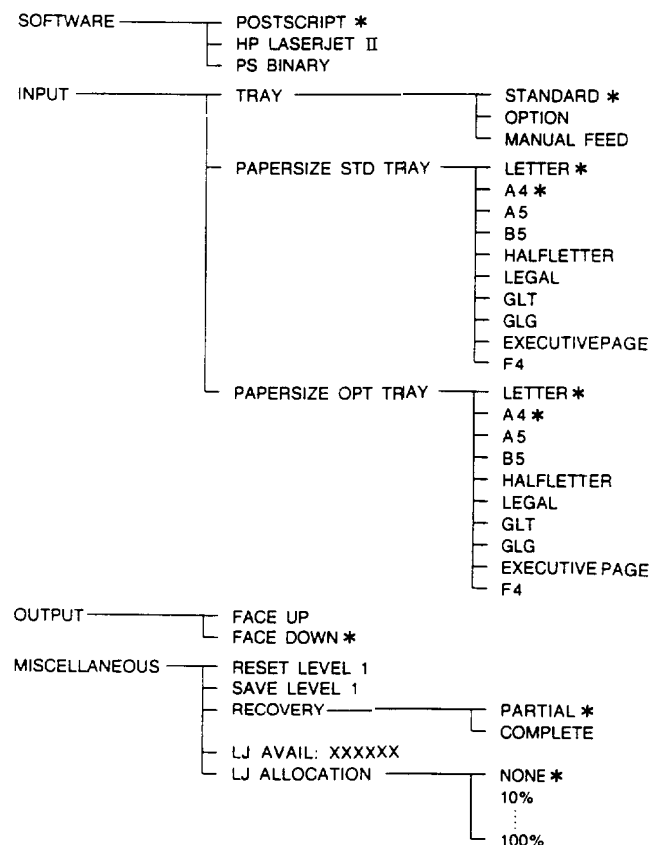 SOFTWARE POSTSCRIPT *
HP LASERJET II
PS BINARY
INPUT TRAY STANDARD *
OPTION
MANUAL FEED
PAPERSIZE STD TRAY LETTER *
A4 *
A5
B5
HALFLETTER
LEGAL
GLT
GLG
EXECUTIVEPAGE
F4
PAPERSIZE OPT TRAY LETTER *
A4 *
A5
B5
HALFLETTER
LEGAL
GLT
GLG
EXECUTIVE PAGE
F4
OUTPUT FACE UP
FACE DOWN *
MISCELLANEOUS RESET LEVEL 1
SAVE LEVEL 1
RECOVERY PARTIAL *
COMPLETE
LJ AVAIL: XXXXXX
LJ ALLOCATION NONE *
10%
100%